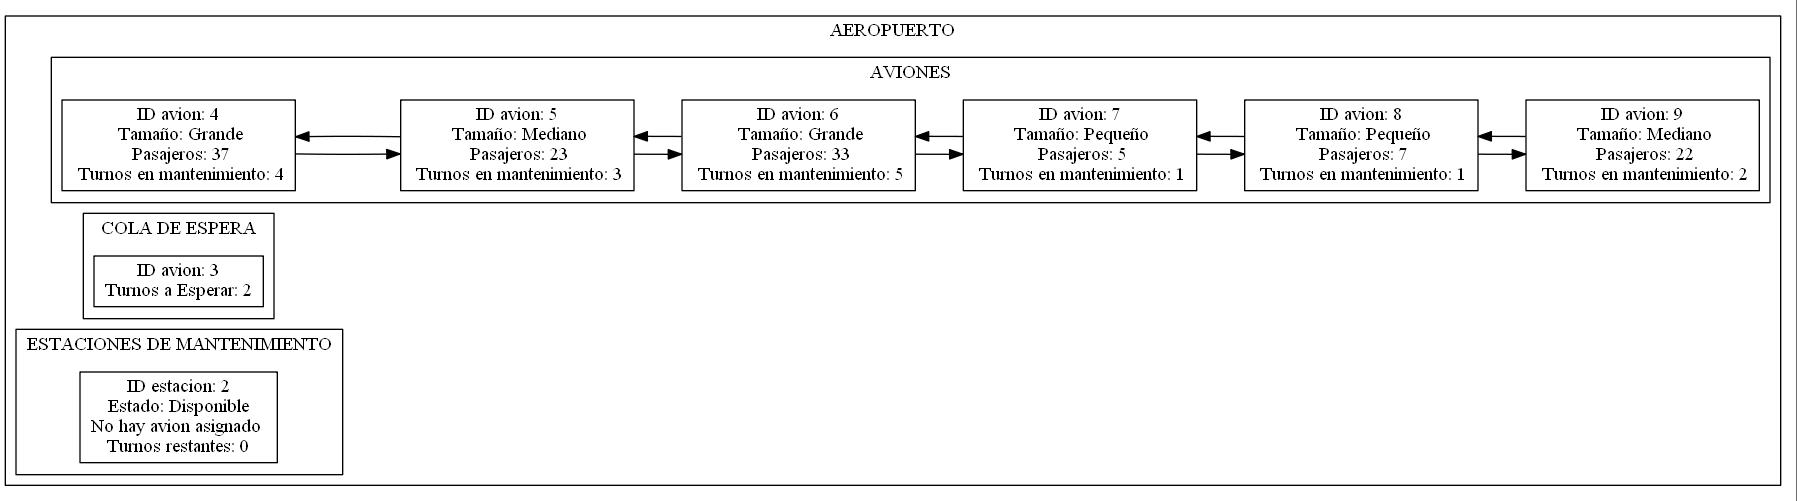 AEROPUERTO
AVIONES
ID avion: 4
Tamaño: Grande
Pasajeros: 37
Turnos en mantenimiento: 4
ID avion: 5
Tamaño: Mediano
Pasajeros: 23
Turnos en mantenimiento: 3
ID avion: 6
Tamaño: Grande
Pasajeros: 33
Turnos en mantenimiento: 5
ID avion: 7
Tamaño: Pequeño
Pasajeros: 5
Turnos en mantenimiento: 1
ID avion: 8
Tamaño: Pequeño
Pasajeros: 7
Turnos en mantenimiento: 1
ID avion: 9
Tamaño: Mediano
Pasajeros: 22
Turnos en mantenimiento: 2
COLA DE ESPERA
ID avion: 3
Turnos a Esperar: 2
ESTACIONES DE MANTENIMIENTO
ID estacion: 2
Estado: Disponible
No hay avion asignado
Turnos restantes: 0